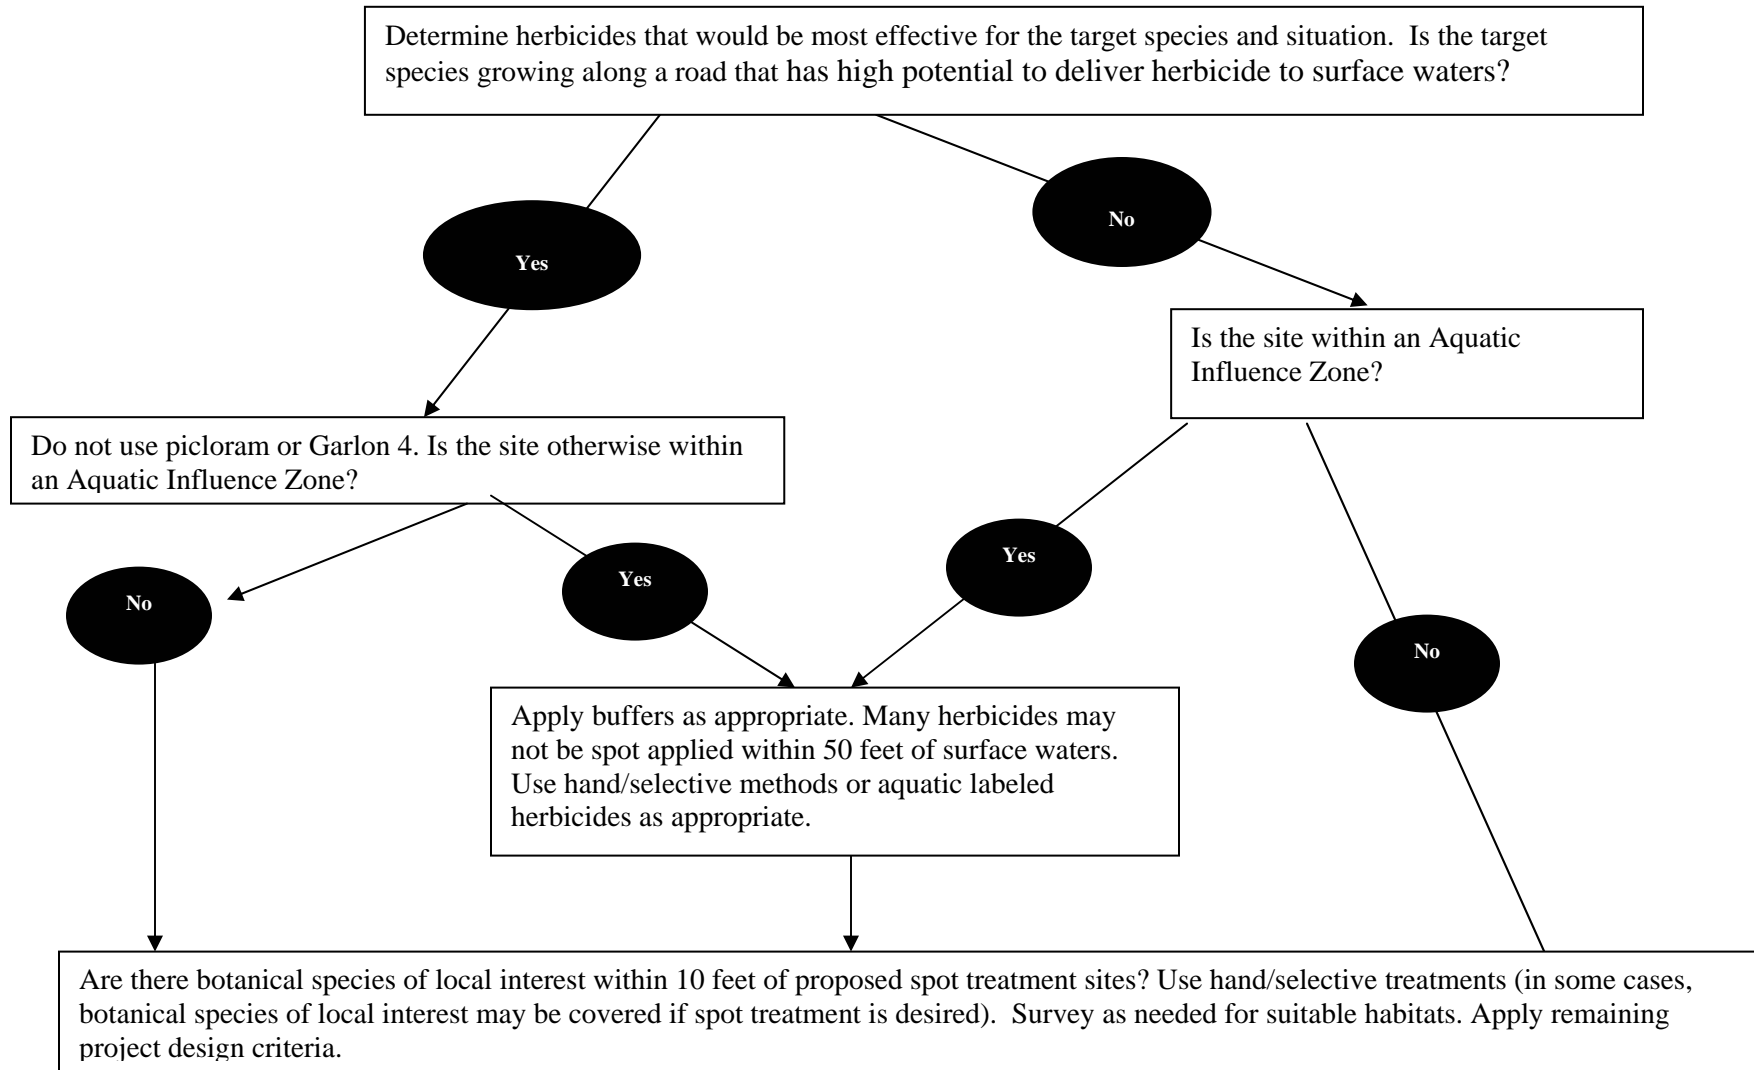 Determine herbicides that would be most effective for the target species and situation.  Is the target
species growing along a road that has high potential to deliver herbicide to surface waters?
No
Yes
Is the site within an Aquatic
Influence Zone?
Do not use picloram or Garlon 4. Is the site otherwise within
an Aquatic Influence Zone?
Yes
Yes
No
No
Apply buffers as appropriate. Many herbicides may
not be spot applied within 50 feet of surface waters.
Use hand/selective methods or aquatic labeled
herbicides as appropriate.
Are there botanical species of local interest within 10 feet of proposed spot treatment sites? Use hand/selective treatments (in some cases,
botanical species of local interest may be covered if spot treatment is desired).  Survey as needed for suitable habitats. Apply remaining
project design criteria.